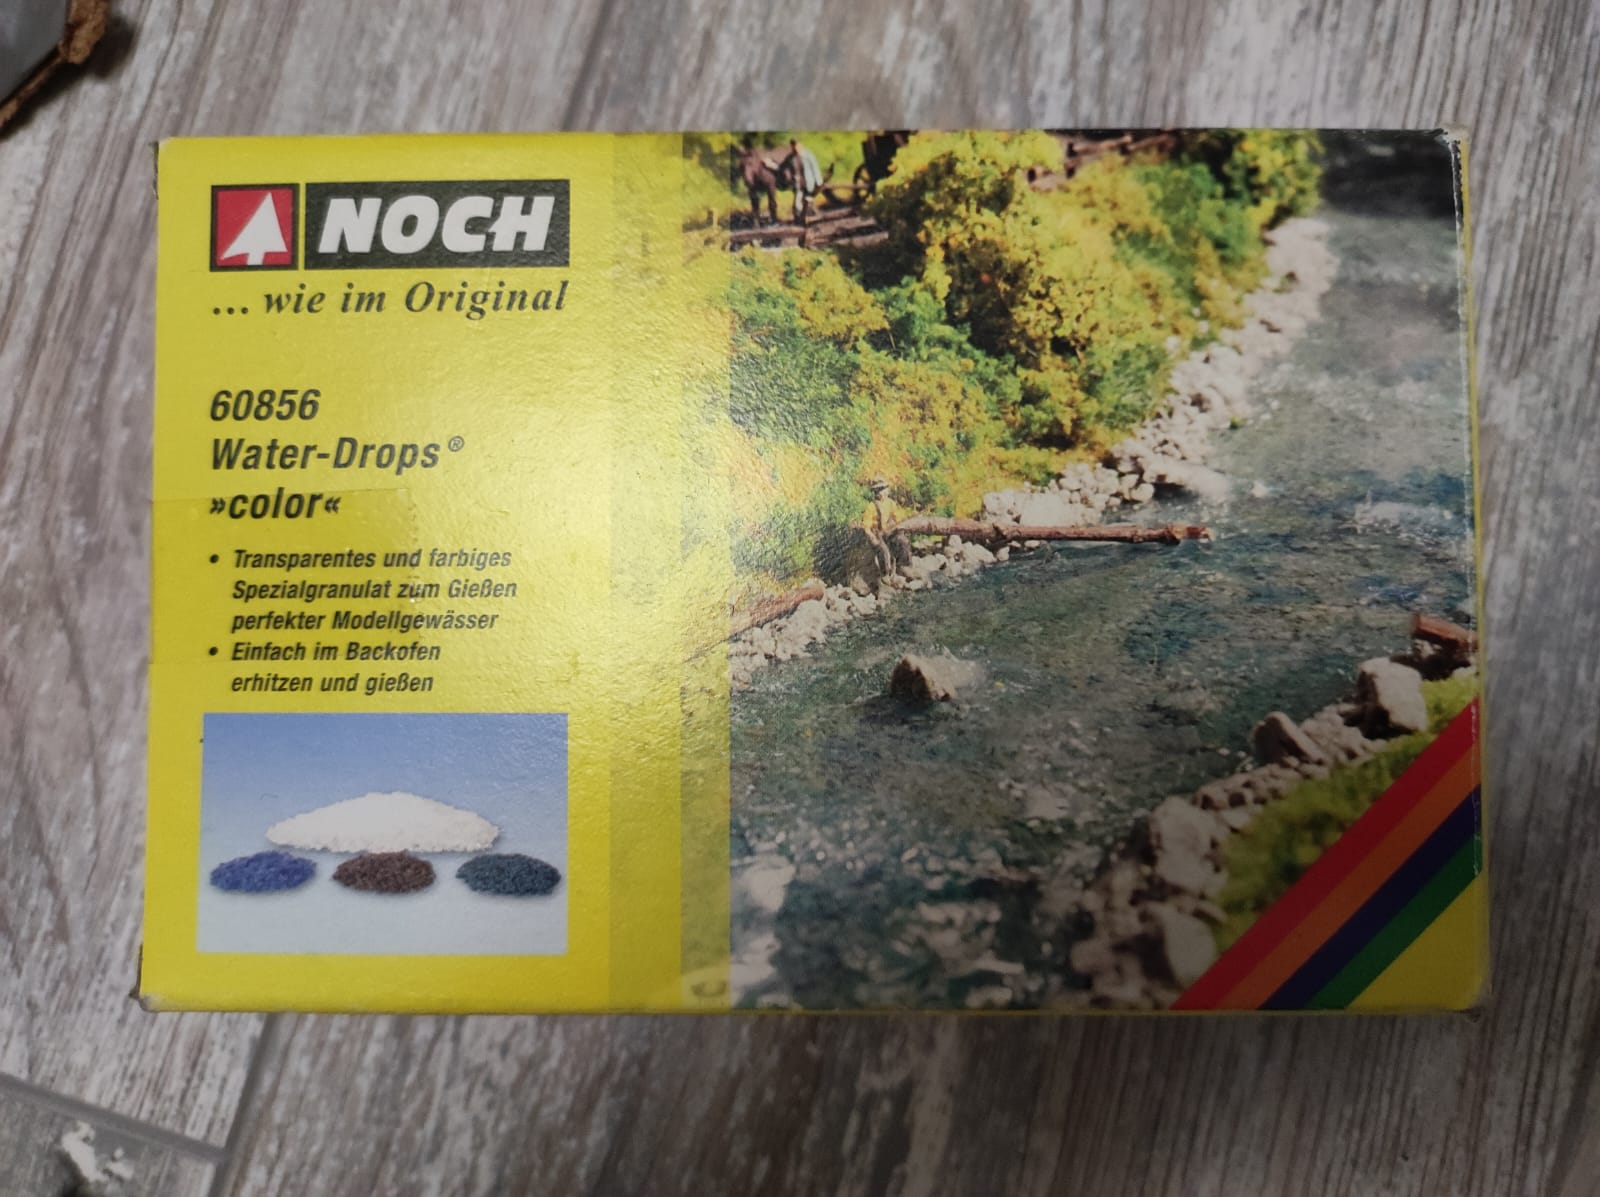 NOCH
... wie im Original
60856
Water-Drops®
»color«
• Transparentes und farbiges
Spezialgranulat zum Gießen
perfekter Modellgewässer
• Einfach im Backofen
erhitzen und gießen